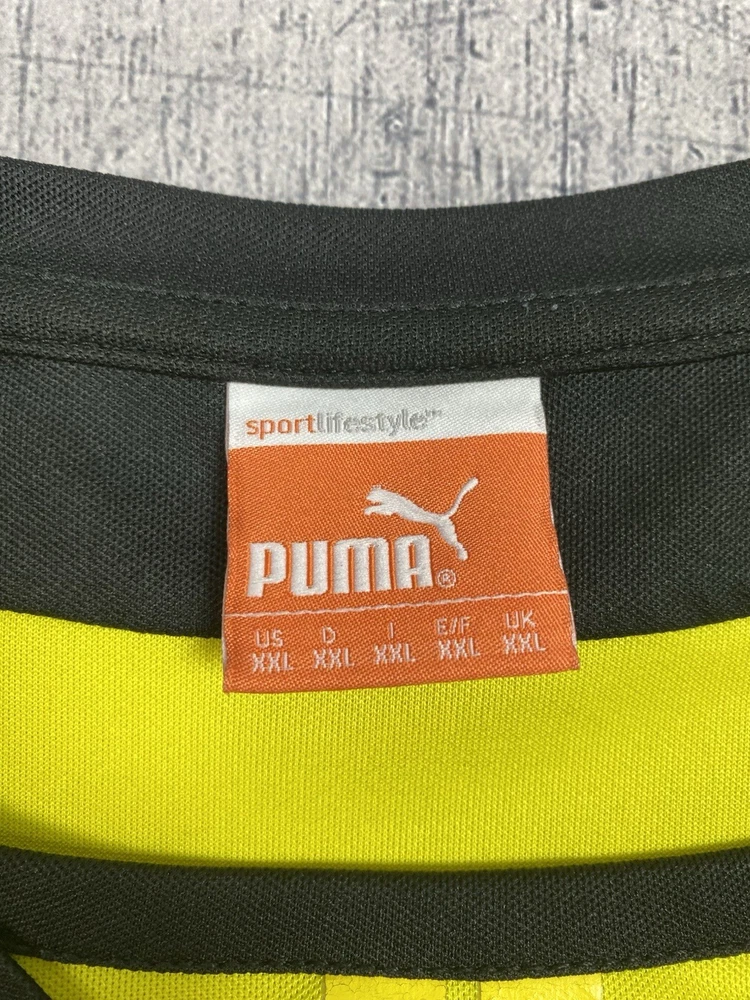 sportlifestyle™
PUMA®
US D I E/F UK
XXL XXL XXL XXL XXL